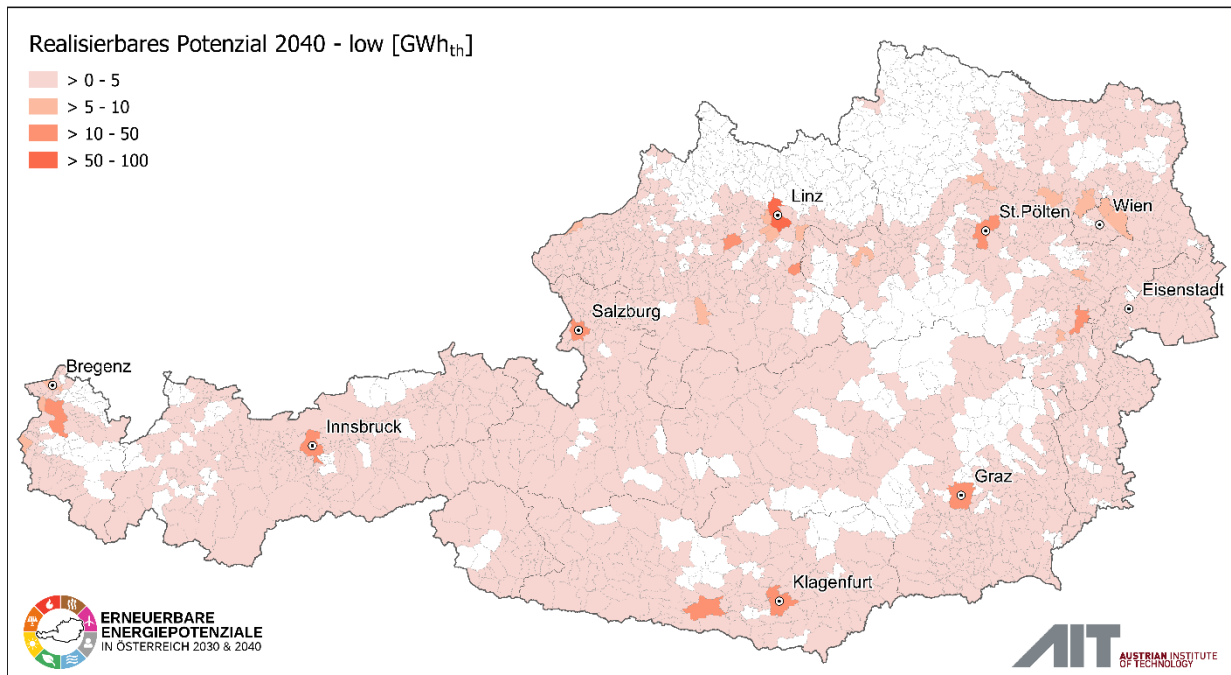 Realisierbares Potenzial 2040 - low [GWhth]
> 0 - 5
> 5 - 10
> 10 - 50
> 50 - 100
Linz
St.Pölten
Wien
Eisenstadt
Salzburg
Bregenz
Innsbruck
Graz
Klagenfurt
ERNEUERBARE
ENERGIEPOTENZIALE
IN ÖSTERREICH 2030 & 2040
AIT AUSTRIAN INSTITUTE
OF TECHNOLOGY